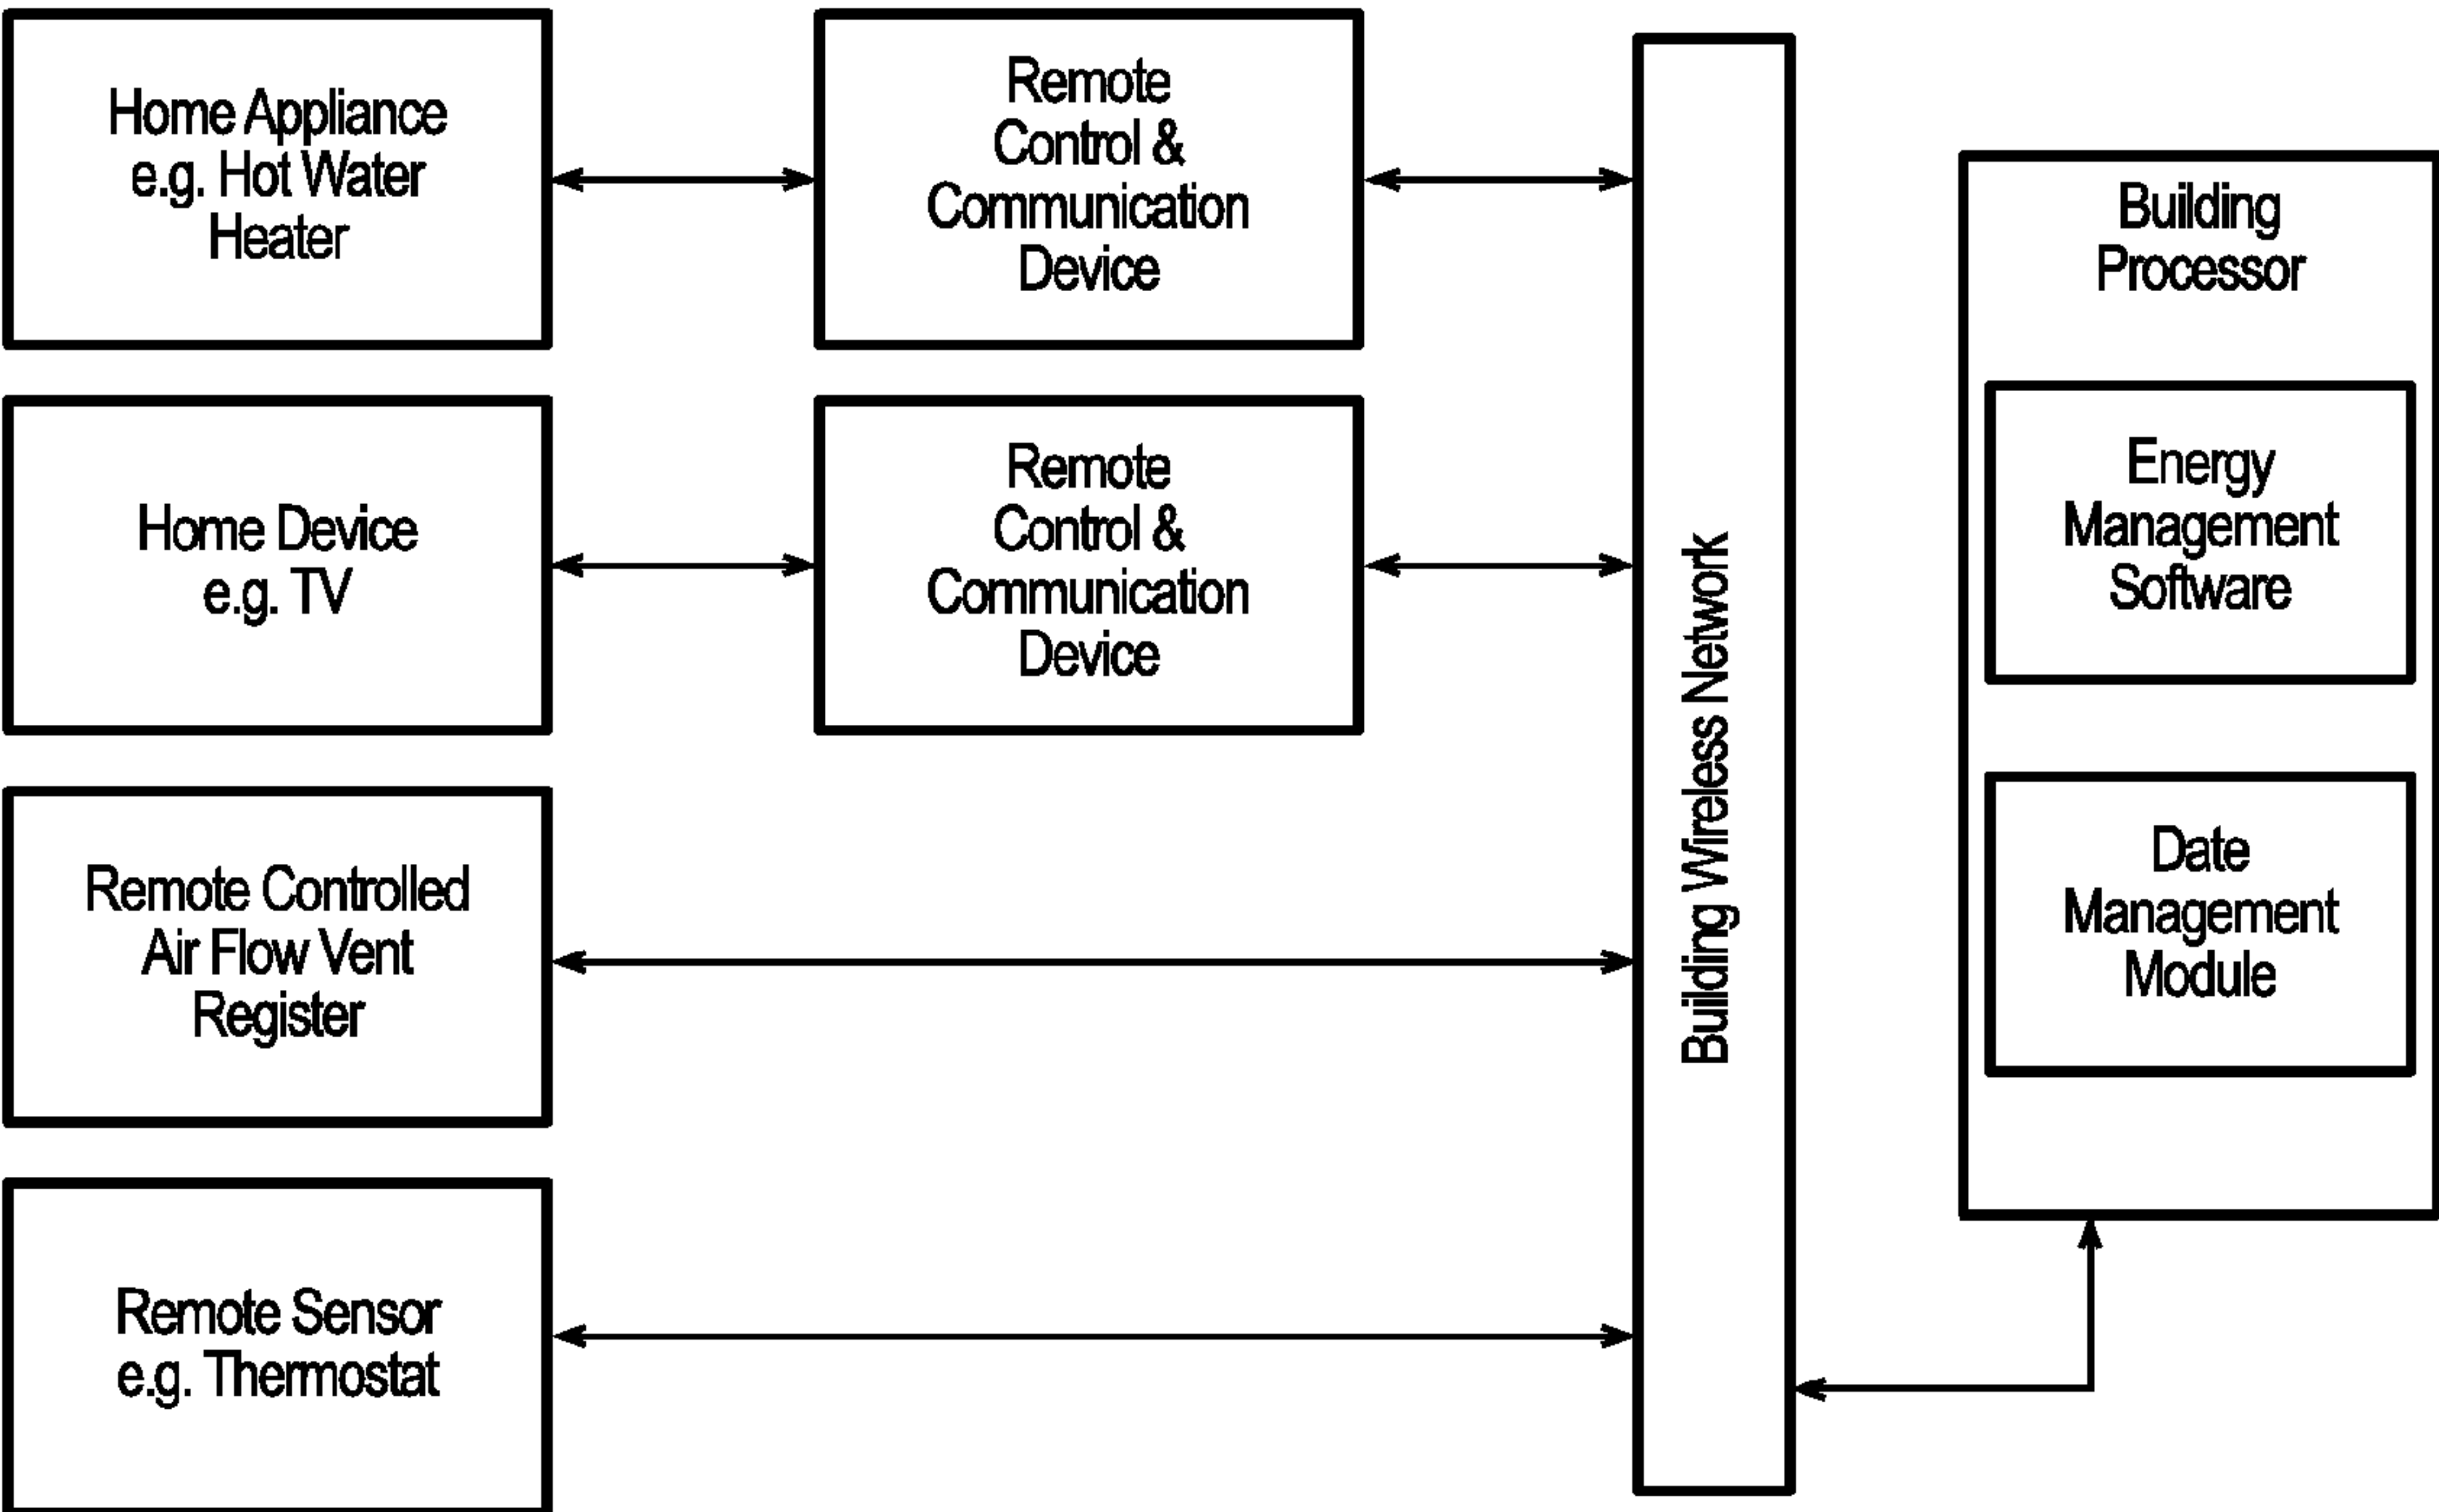 Home Appliance
e.g. Hot Water
Heater
Remote
Control &
Communication
Device
Home Device
e.g. TV
Remote
Control &
Communication
Device
Remote Controlled
Air Flow Vent
Register
Remote Sensor
e.g. Thermostat
Building Wireless Network
Building
Processor
Energy
Management
Software
Date
Management
Module